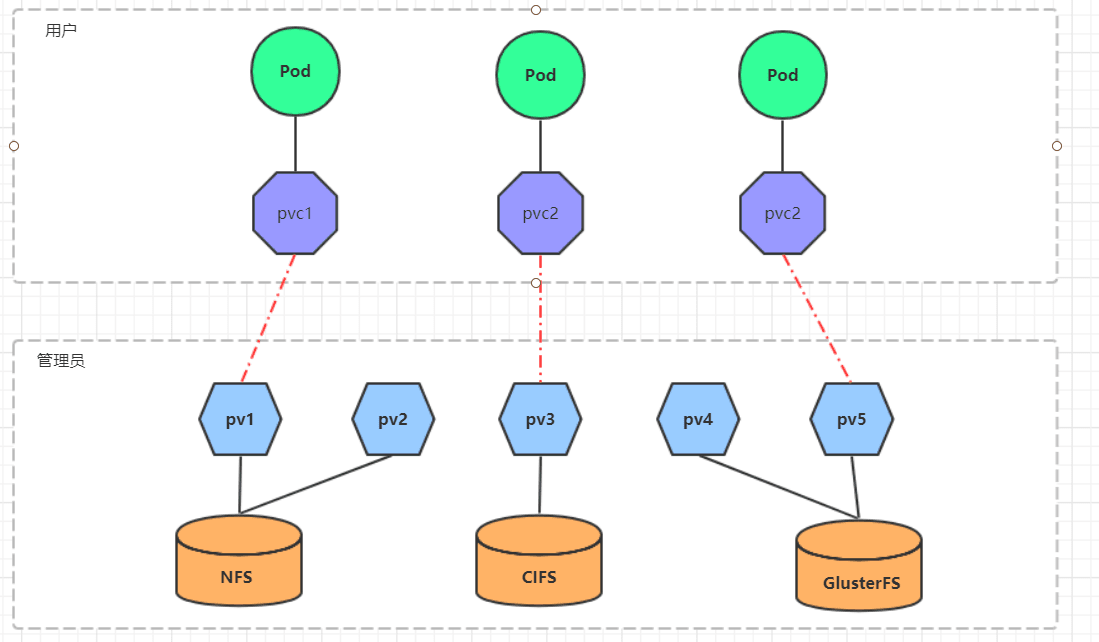 用户
Pod
Pod
Pod
pvc1
pvc2
pvc2
管理员
pv1
pv2
pv3
pv4
pv5
NFS
CIFS
GlusterFS